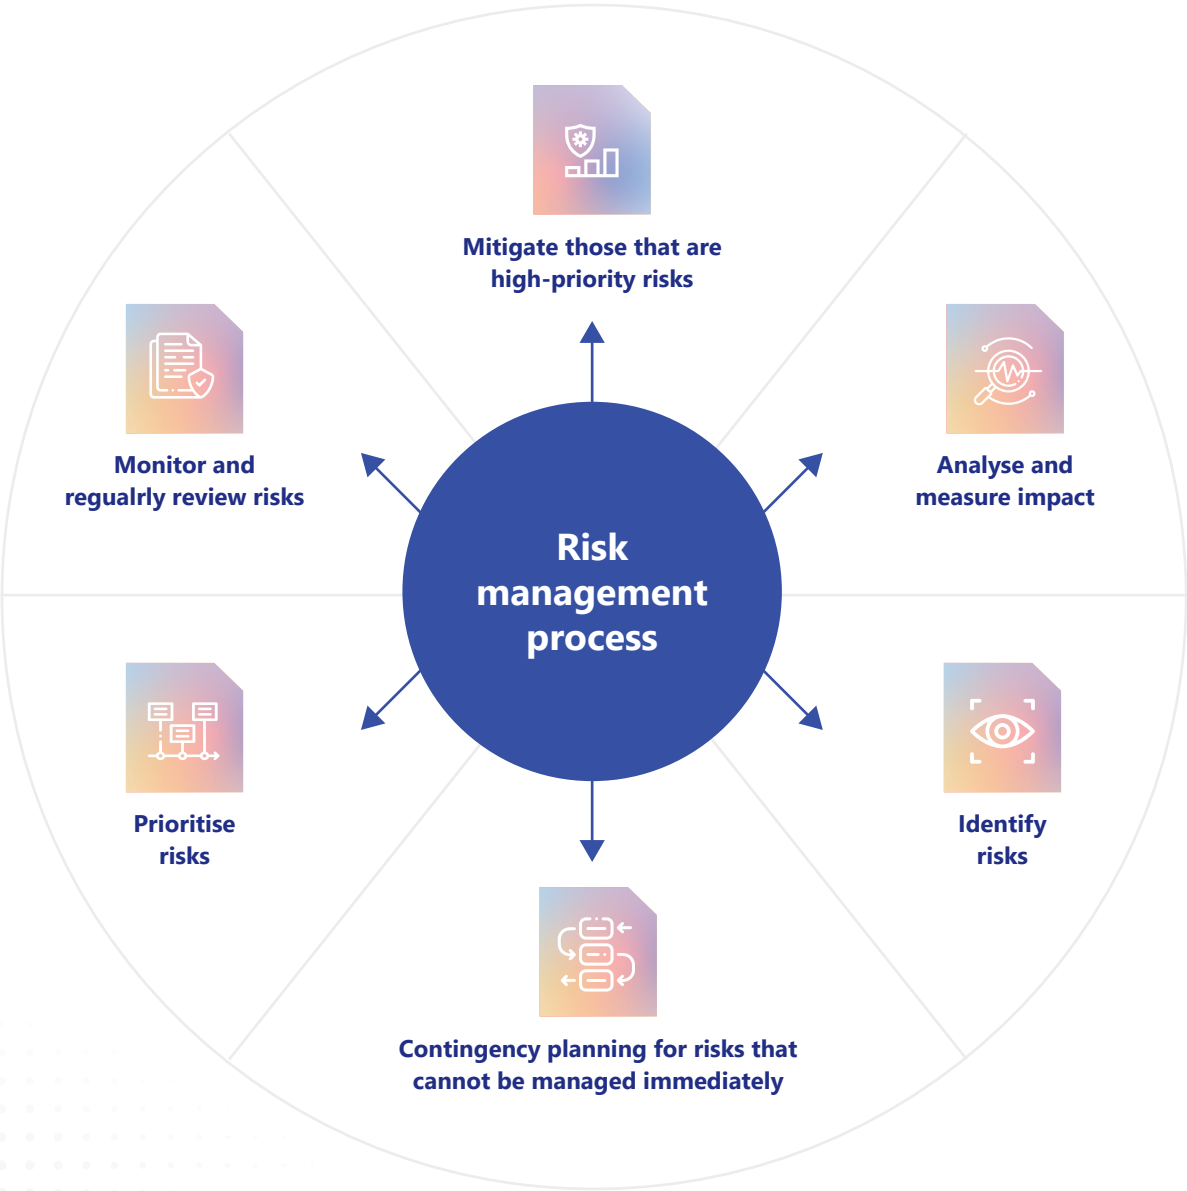 Mitigate those that are
high-priority risks
Monitor and
regualrly review risks
Analyse and
measure impact
Risk
management
process
Prioritise
risks
Identify
risks
Contingency planning for risks that
cannot be managed immediately